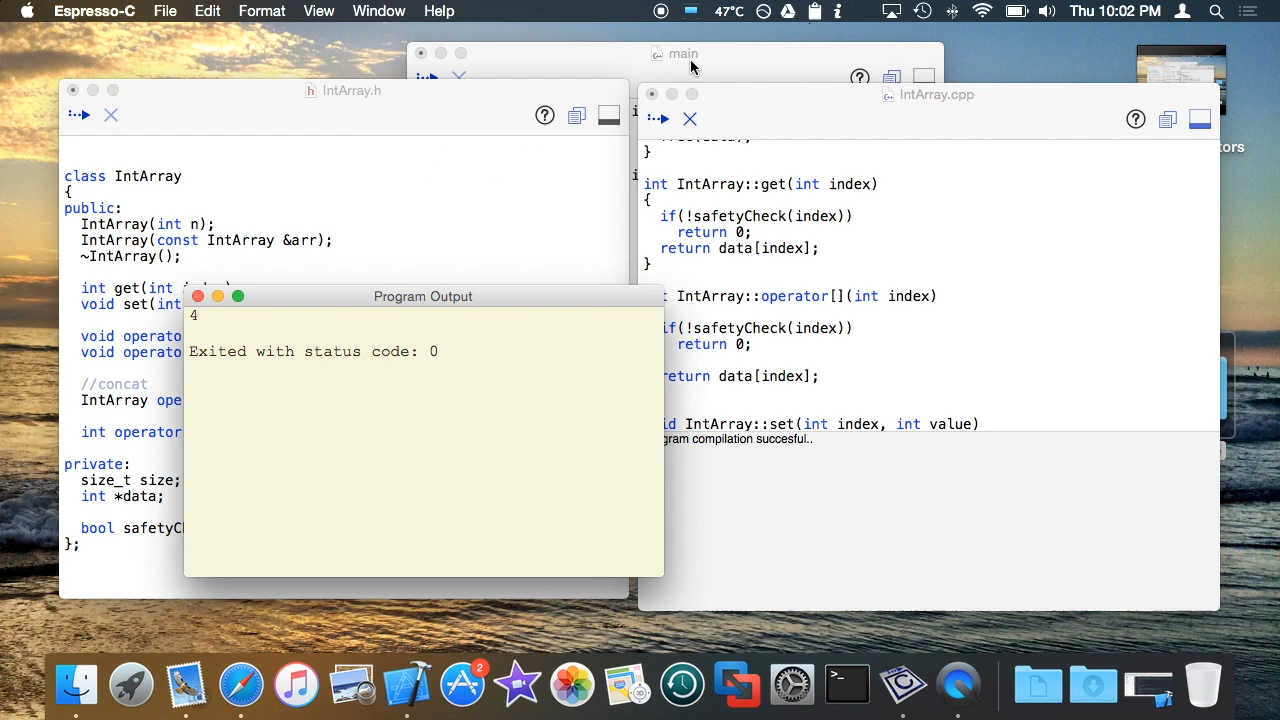 Espresso-C File Edit Format View Window Help 47°C Thu 10:02 PM
main
IntArray.h
class IntArray
{
public:
IntArray(int n);
IntArray(const IntArray &arr);
~IntArray();
int get(int
void set(int
void operato
void operato
//concat
IntArray ope
int operator
private:
size_t size;
int *data;
bool safetyC
};
Program Output
4
Exited with status code: 0
IntArray.cpp
}
int IntArray::get(int index)
{
if(!safetyCheck(index))
return 0;
return data[index];
}
t IntArray::operator[](int index)
if(!safetyCheck(index))
return 0;
return data[index];
id IntArray::set(int index, int value)
gram compilation succesful..
tors
2
3D
>_
C